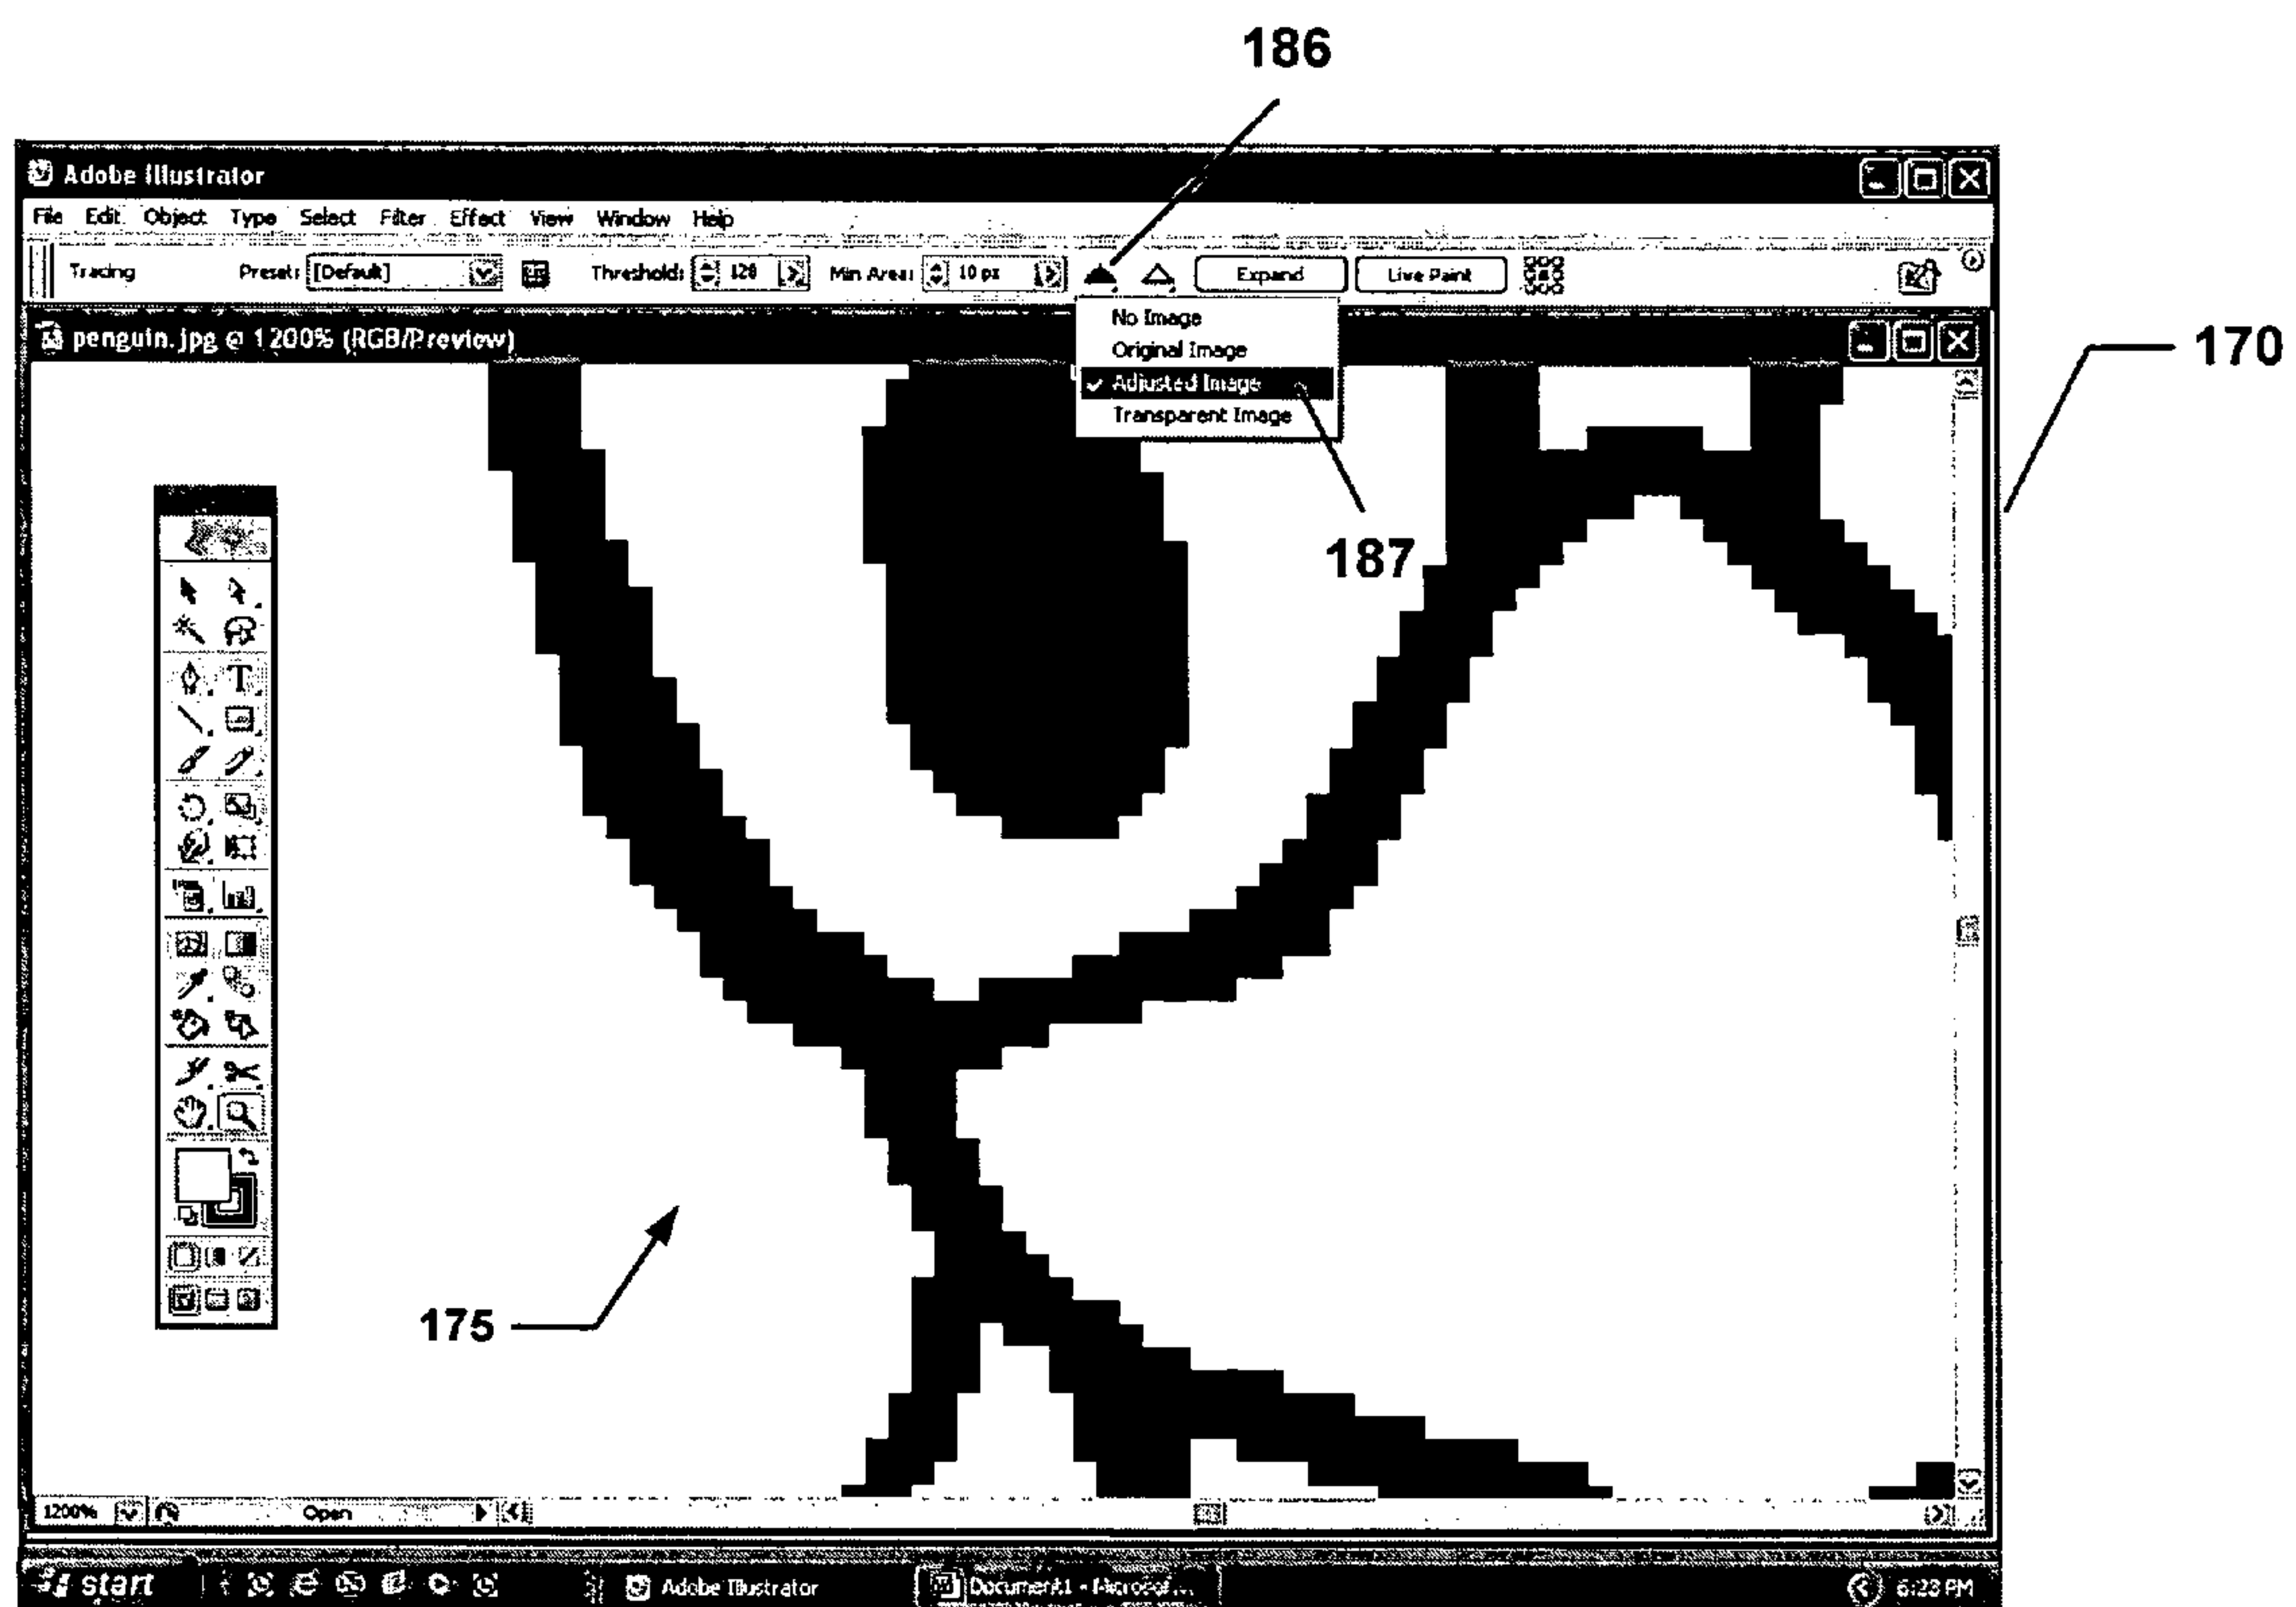 186
Adobe Illustrator
File Edit Object Type Select Filter Effect View Window Help
Tracing Preset: [Default] Threshold: 128 Min Area: 10 px Expand Live Paint
No Image
Original Image
Adjusted Image
Transparent Image
penguin.jpg @ 1200% (RGB/Preview)
170
187
T
175
1200% Open
start Adobe Illustrator Document1 - Microsof... 6:23 PM